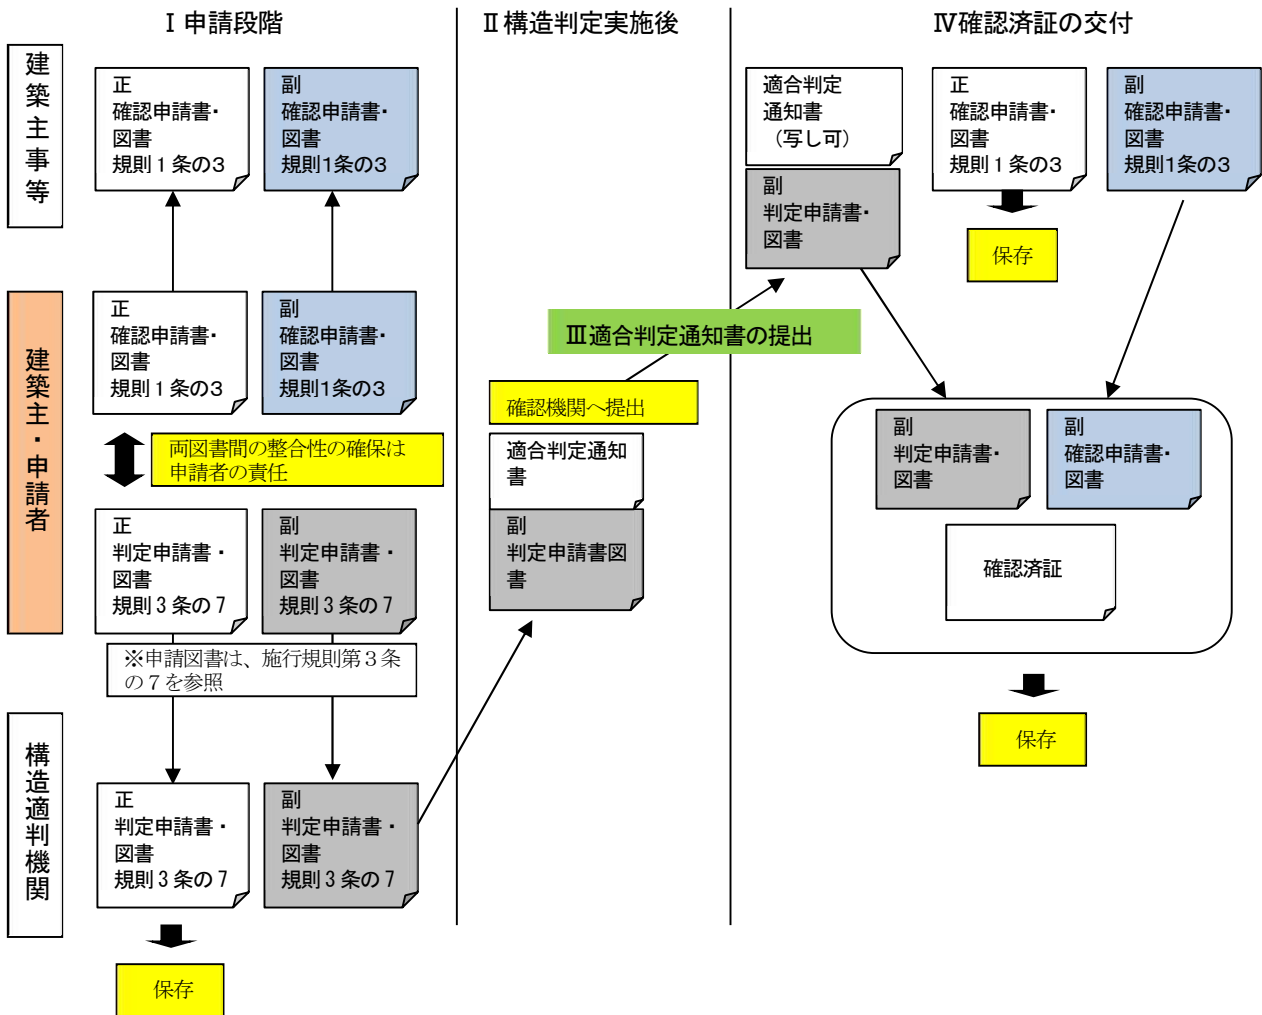 Ⅰ申請段階
Ⅱ構造判定実施後
Ⅳ確認済証の交付
建築主事等
正
確認申請書・
図書
規則1条の3
副
確認申請書・
図書
規則1条の3
適合判定
通知書
（写し可）
副
判定申請書・
図書
正
確認申請書・
図書
規則1条の3
副
確認申請書・
図書
規則1条の3
保存
建築主・申請者
正
確認申請書・
図書
規則1条の3
副
確認申請書・
図書
規則1条の3
Ⅲ適合判定通知書の提出
確認機関へ提出
両図書間の整合性の確保は
申請者の責任
適合判定通知
書
副
判定申請書図
書
副
判定申請書・
図書
副
確認申請書・
図書
確認済証
正
判定申請書・
図書
規則3条の7
副
判定申請書・
図書
規則3条の7
※申請図書は、施行規則第３条
の７を参照
保存
構造適判機関
正
判定申請書・
図書
規則3条の7
副
判定申請書・
図書
規則3条の7
保存